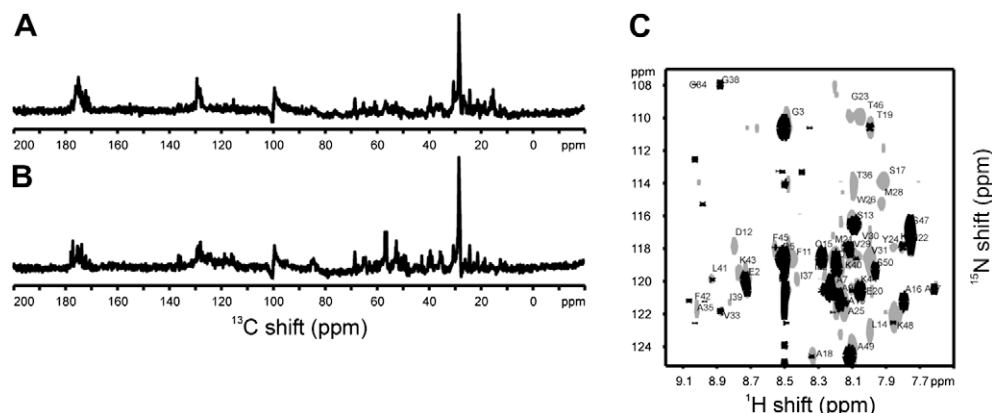 A
200 180 160 140 120 100 80 60 40 20 0 ppm
B
200 180 160 140 120 100 80 60 40 20 0 ppm
13C shift (ppm)
C
ppm
108
110
112
114
116
118
120
122
124
G84 G38
G23
G3
T46
T19
T36
S17
W26
M28
S13
S47
D12
F45
F11
Q15
M21
V29
V30
Y24
V31
S50
K43
L41
E2
I37
K40
E20
A16
F42
A35
I39
V33
A25
L14
K48
A18
A49
9.1 8.9 8.7 8.5 8.3 8.1 7.9 7.7 ppm
1H shift (ppm)
15N shift (ppm)